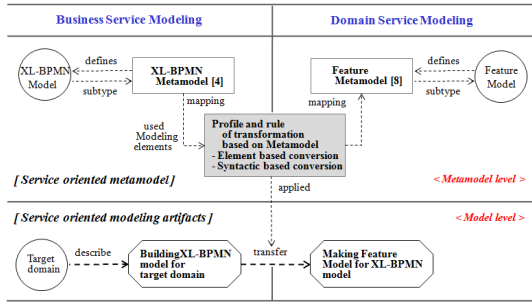 Business Service Modeling
Domain Service Modeling
XL-BPMN
Model
defines
subtype
XL-BPMN
Metamodel [4]
Feature
Metamodel [8]
defines
subtype
Feature
Model
mapping
mapping
used
Modeling
elements
Profile and rule
of transformation
based on Metamodel
- Element based conversion
- Syntactic based conversion
[ Service oriented metamodel ]
< Metamodel level >
applied
[ Service oriented modeling artifacts ]
< Model level >
Target
domain
describe
BuildingXL-BPMN
model for
target domain
transfer
Making Feature
Model for XL-BPMN
model